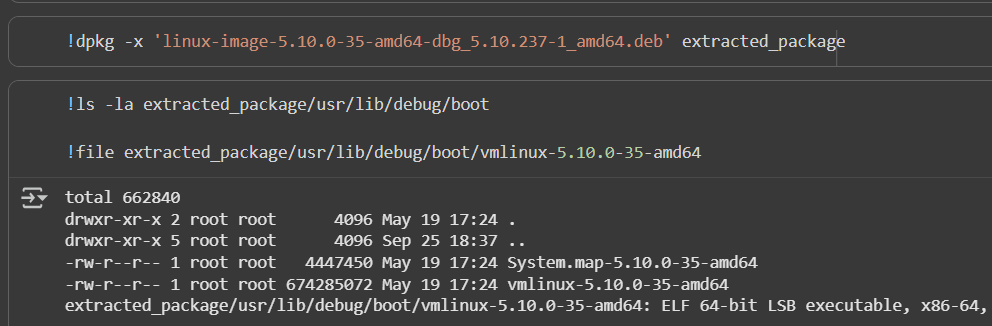 !dpkg -x 'linux-image-5.10.0-35-amd64-dbg_5.10.237-1_amd64.deb' extracted_package
!ls -la extracted_package/usr/lib/debug/boot
!file extracted_package/usr/lib/debug/boot/vmlinux-5.10.0-35-amd64
total 662840
drwxr-xr-x 2 root root      4096 May 19 17:24 .
drwxr-xr-x 5 root root      4096 Sep 25 18:37 ..
-rw-r--r-- 1 root root   4447450 May 19 17:24 System.map-5.10.0-35-amd64
-rw-r--r-- 1 root root 674285072 May 19 17:24 vmlinux-5.10.0-35-amd64
extracted_package/usr/lib/debug/boot/vmlinux-5.10.0-35-amd64: ELF 64-bit LSB executable, x86-64,